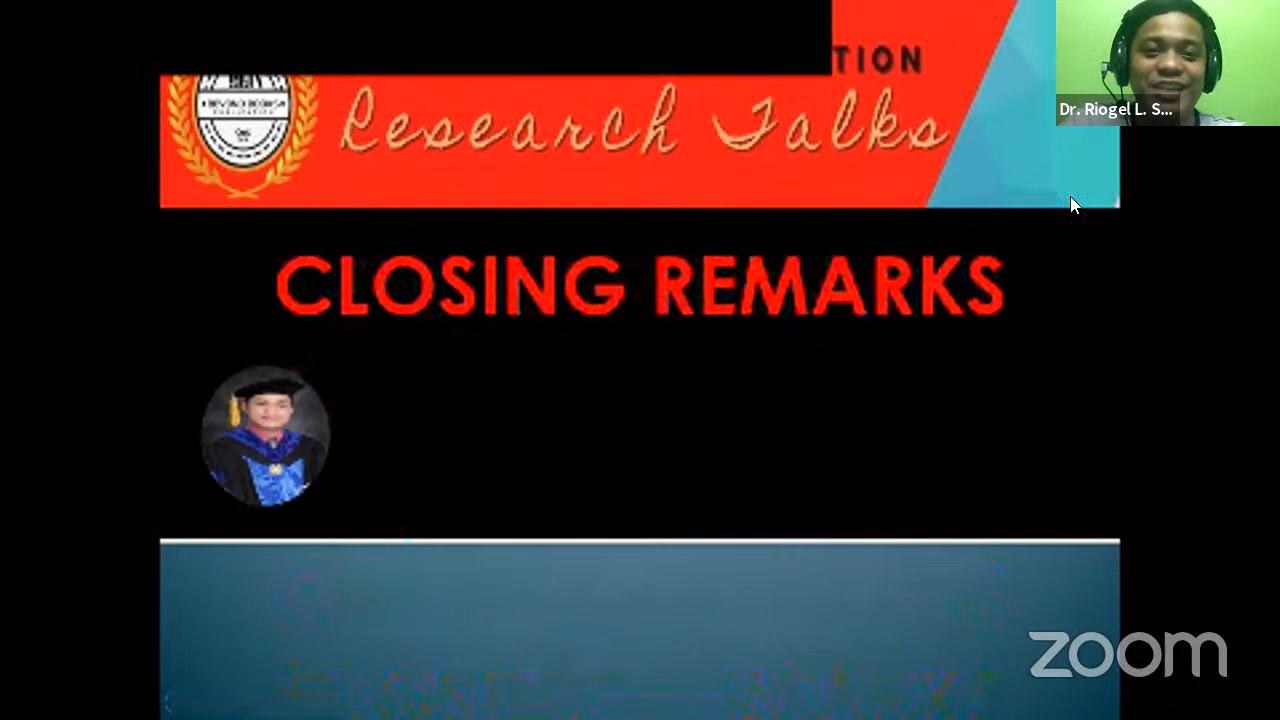 TION
Research Talks
Dr. Riogel L. S...
CLOSING REMARKS
zoom